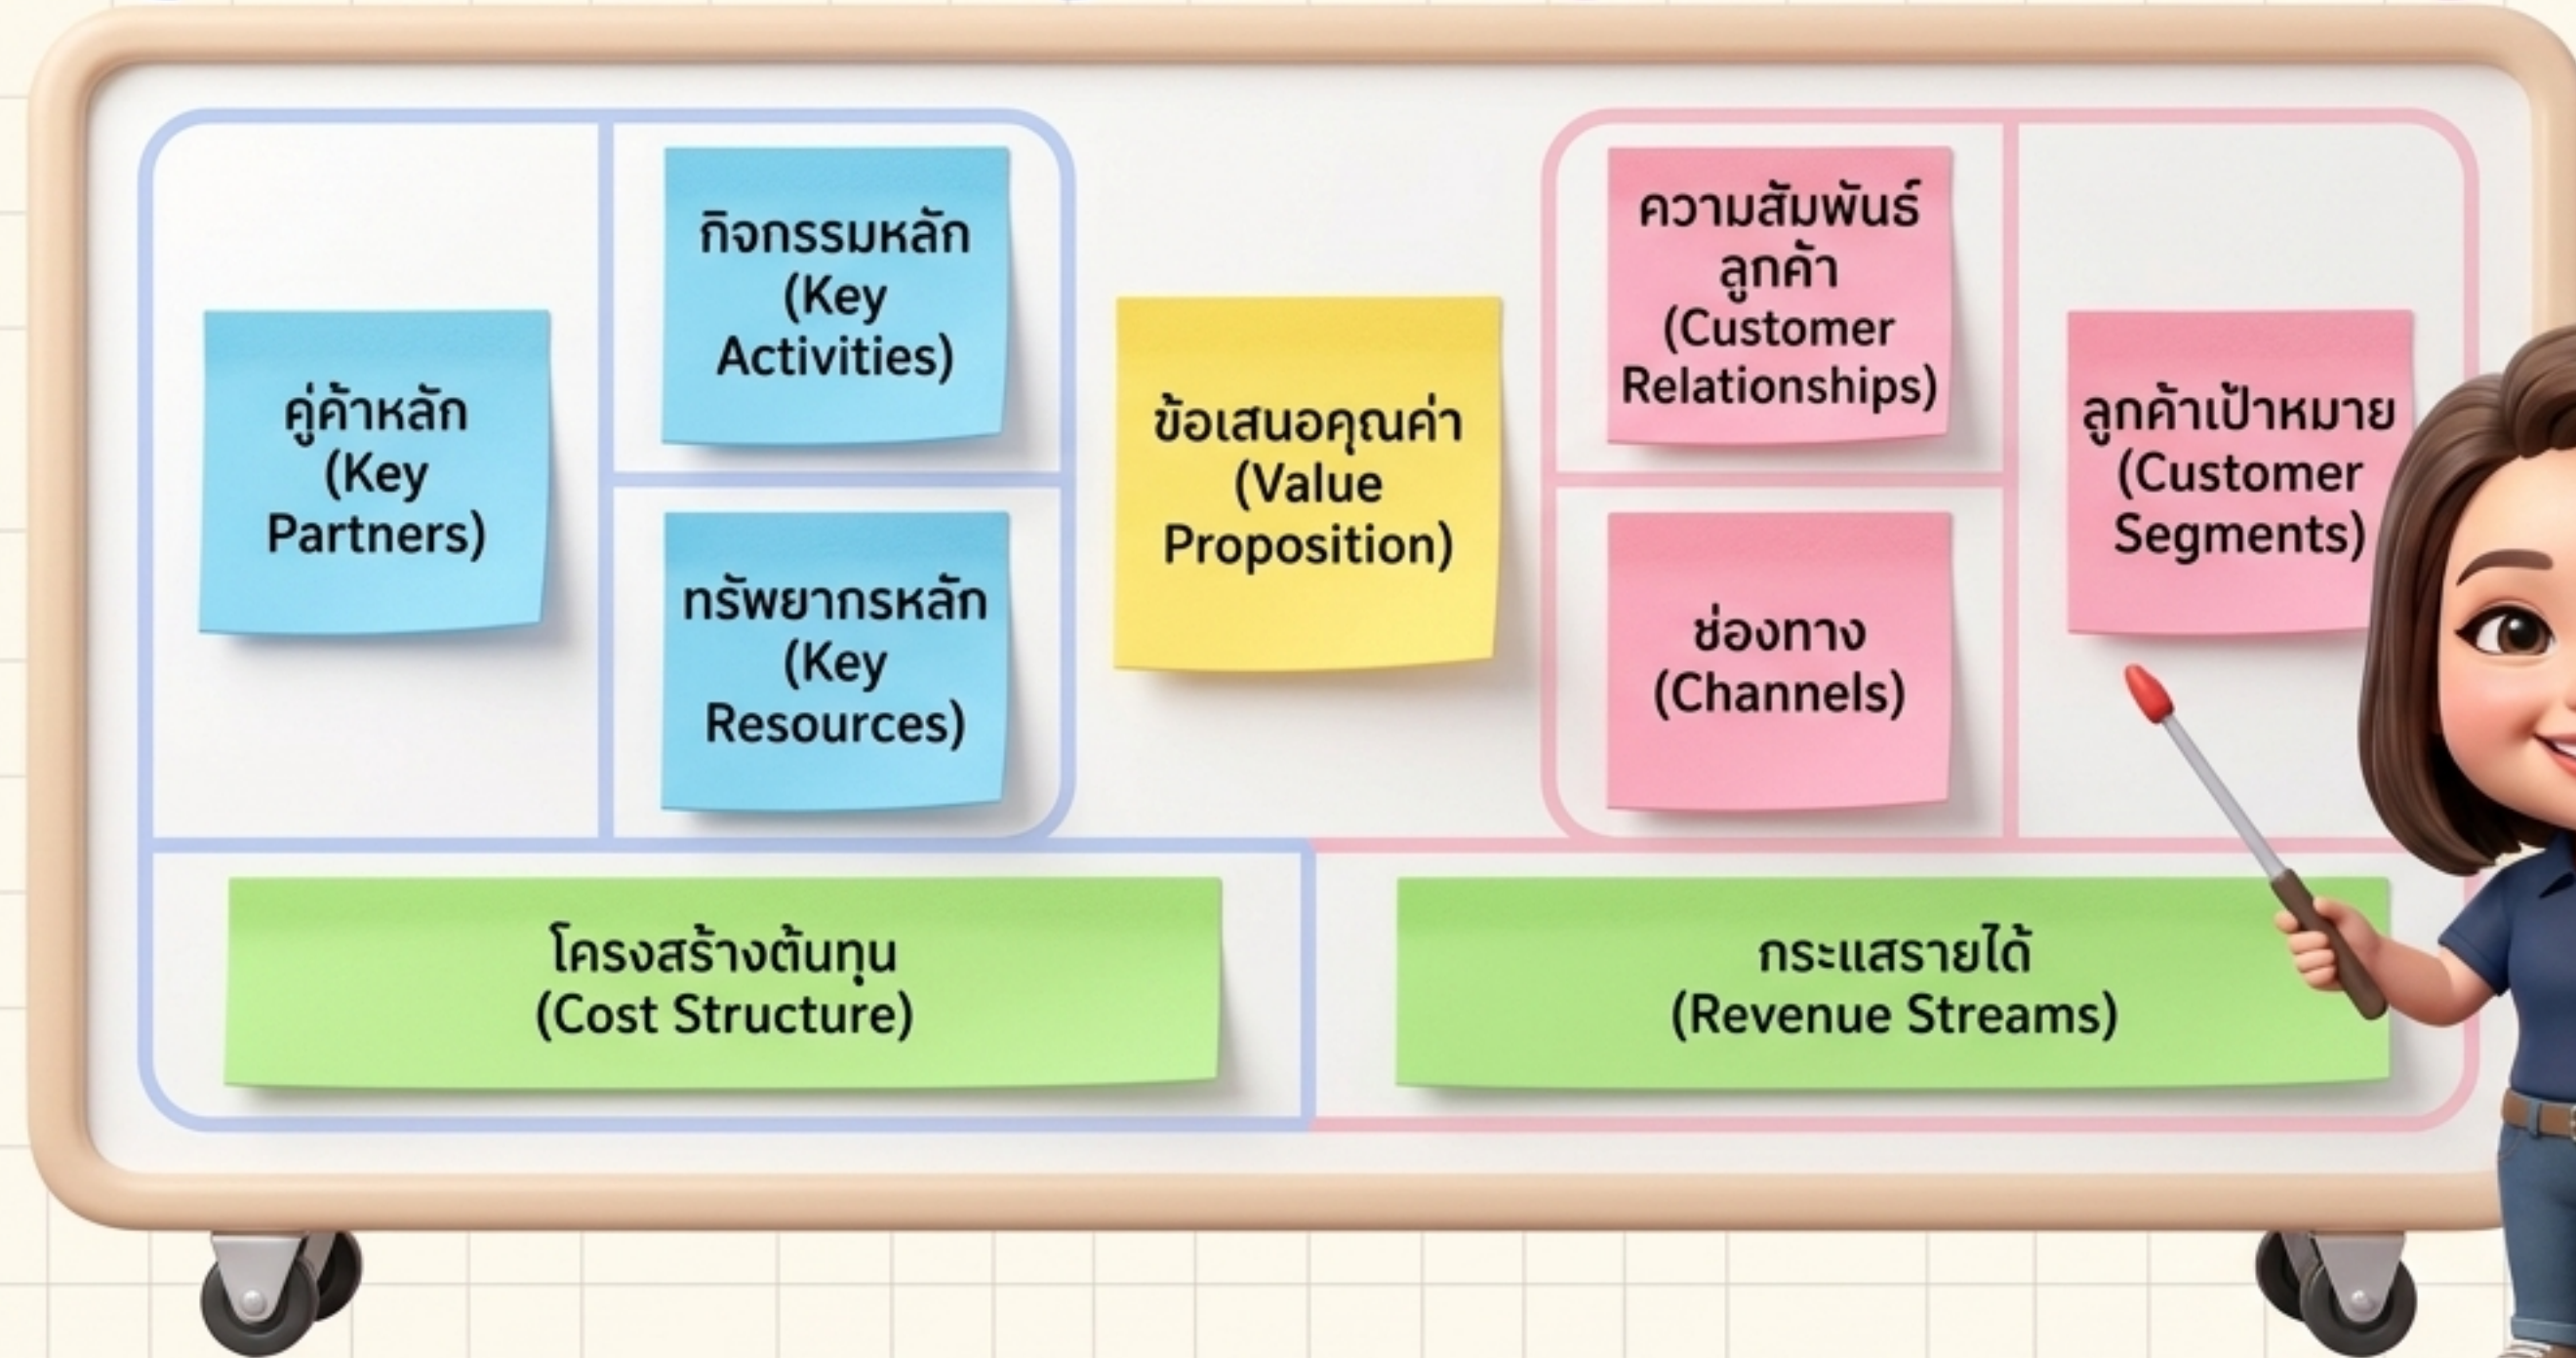 คู่ค้าหลัก
(Key
Partners)
กิจกรรมหลัก
(Key
Activities)
ทรัพยากรหลัก
(Key
Resources)
ข้อเสนอคุณค่า
(Value
Proposition)
ความสัมพันธ์
ลูกค้า
(Customer
Relationships)
ช่องทาง
(Channels)
ลูกค้าเป้าหมาย
(Customer
Segments)
โครงสร้างต้นทุน
(Cost Structure)
กระแสรายได้
(Revenue Streams)